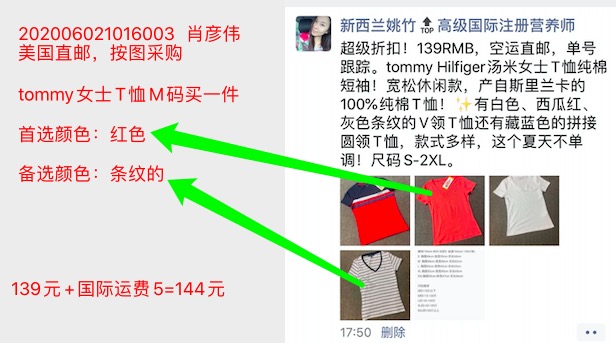 202006021016003 肖彦伟
美国直邮，按图采购
tommy女士T恤M码买一件
首选颜色：红色
备选颜色：条纹的
139元+国际运费5=144元
新西兰姚竹🔝高级国际注册营养师
超级折扣！139RMB，空运直邮，单号
跟踪。tommy Hilfiger汤米女士T恤纯棉
短袖！宽松休闲款，产自斯里兰卡的
100%纯棉T恤！✨有白色、西瓜红、
灰色条纹的V领T恤还有藏蓝色的拼接
圆领T恤，款式多样，这个夏天不单
调！尺码S-2XL。
17:50 删除